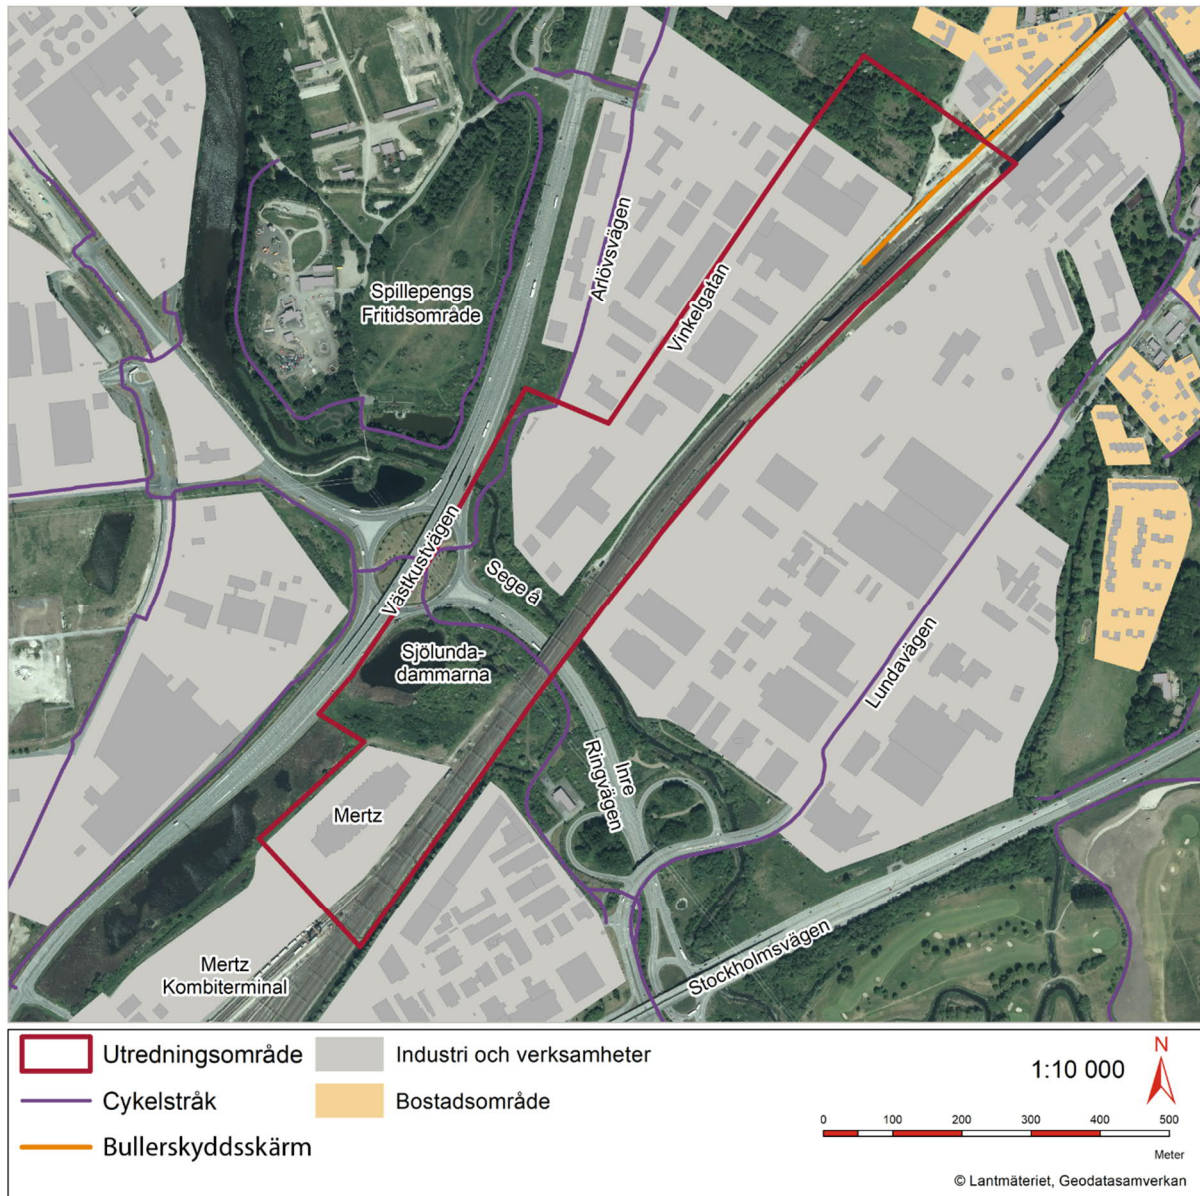 Spillepengs
Fritidsområde
Arlövsvägen
Vinkelgatan
Västkustvägen
Sege å
Sjölunda-
dammarna
Lundavägen
Inre
Ringvägen
Mertz
Stockholmsvägen
Mertz
Kombiterminal
Utredningsområde
Industri och verksamheter
Cykelstråk
Bostadsområde
Bullerskyddsskärm
1:10 000
N
0 100 200 300 400 500
Meter
© Lantmäteriet, Geodatasamverkan